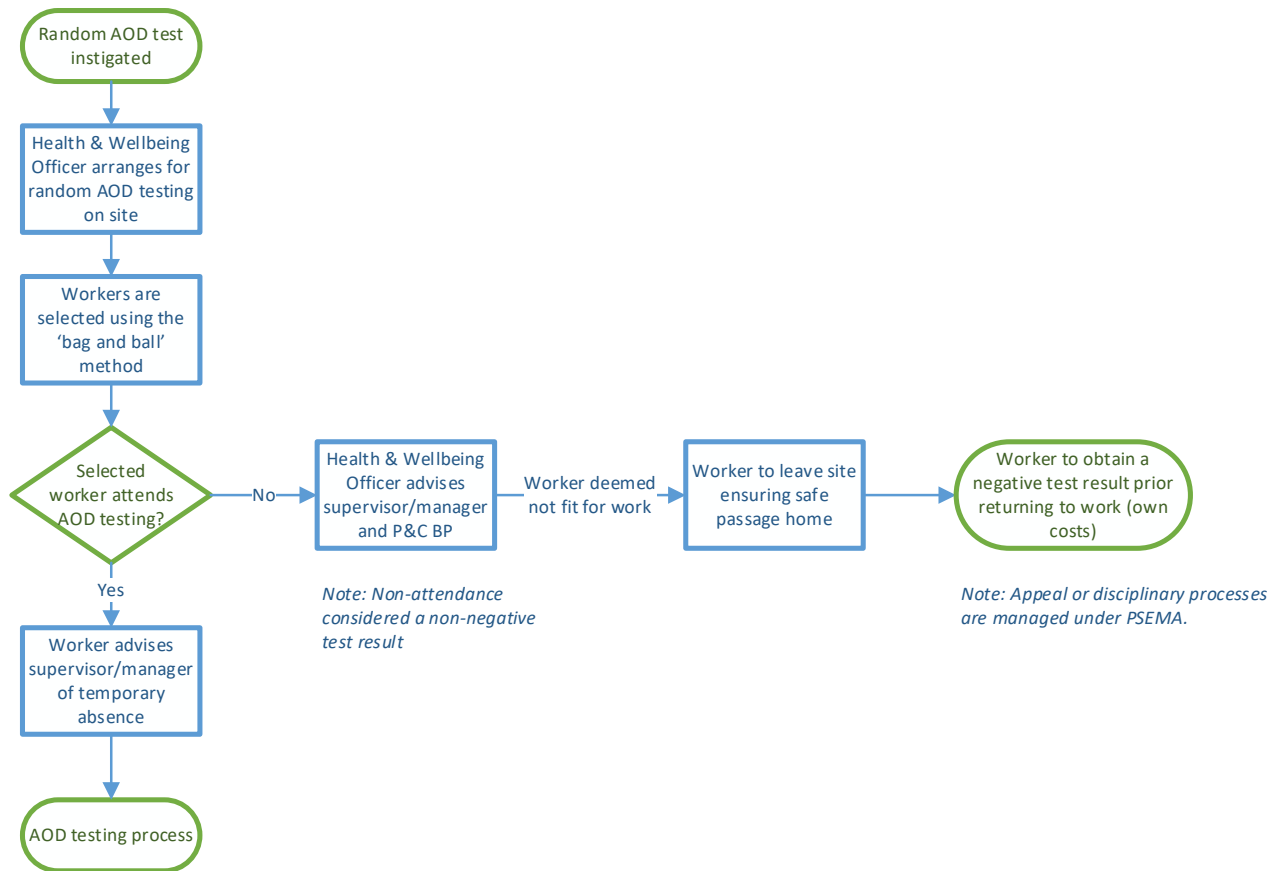 Random AOD test
instigated
Health & Wellbeing
Officer arranges for
random AOD testing
on site
Workers are
selected using the
‘bag and ball’
method
Selected
worker attends
AOD testing?
No
Health & Wellbeing
Officer advises
supervisor/manager
and P&C BP
Worker deemed
not fit for work
Worker to leave site
ensuring safe
passage home
Worker to obtain a
negative test result prior
returning to work (own
costs)
Note: Non-attendance
considered a non-negative
test result
Note: Appeal or disciplinary processes
are managed under PSEMA.
Yes
Worker advises
supervisor/manager
of temporary
absence
AOD testing process